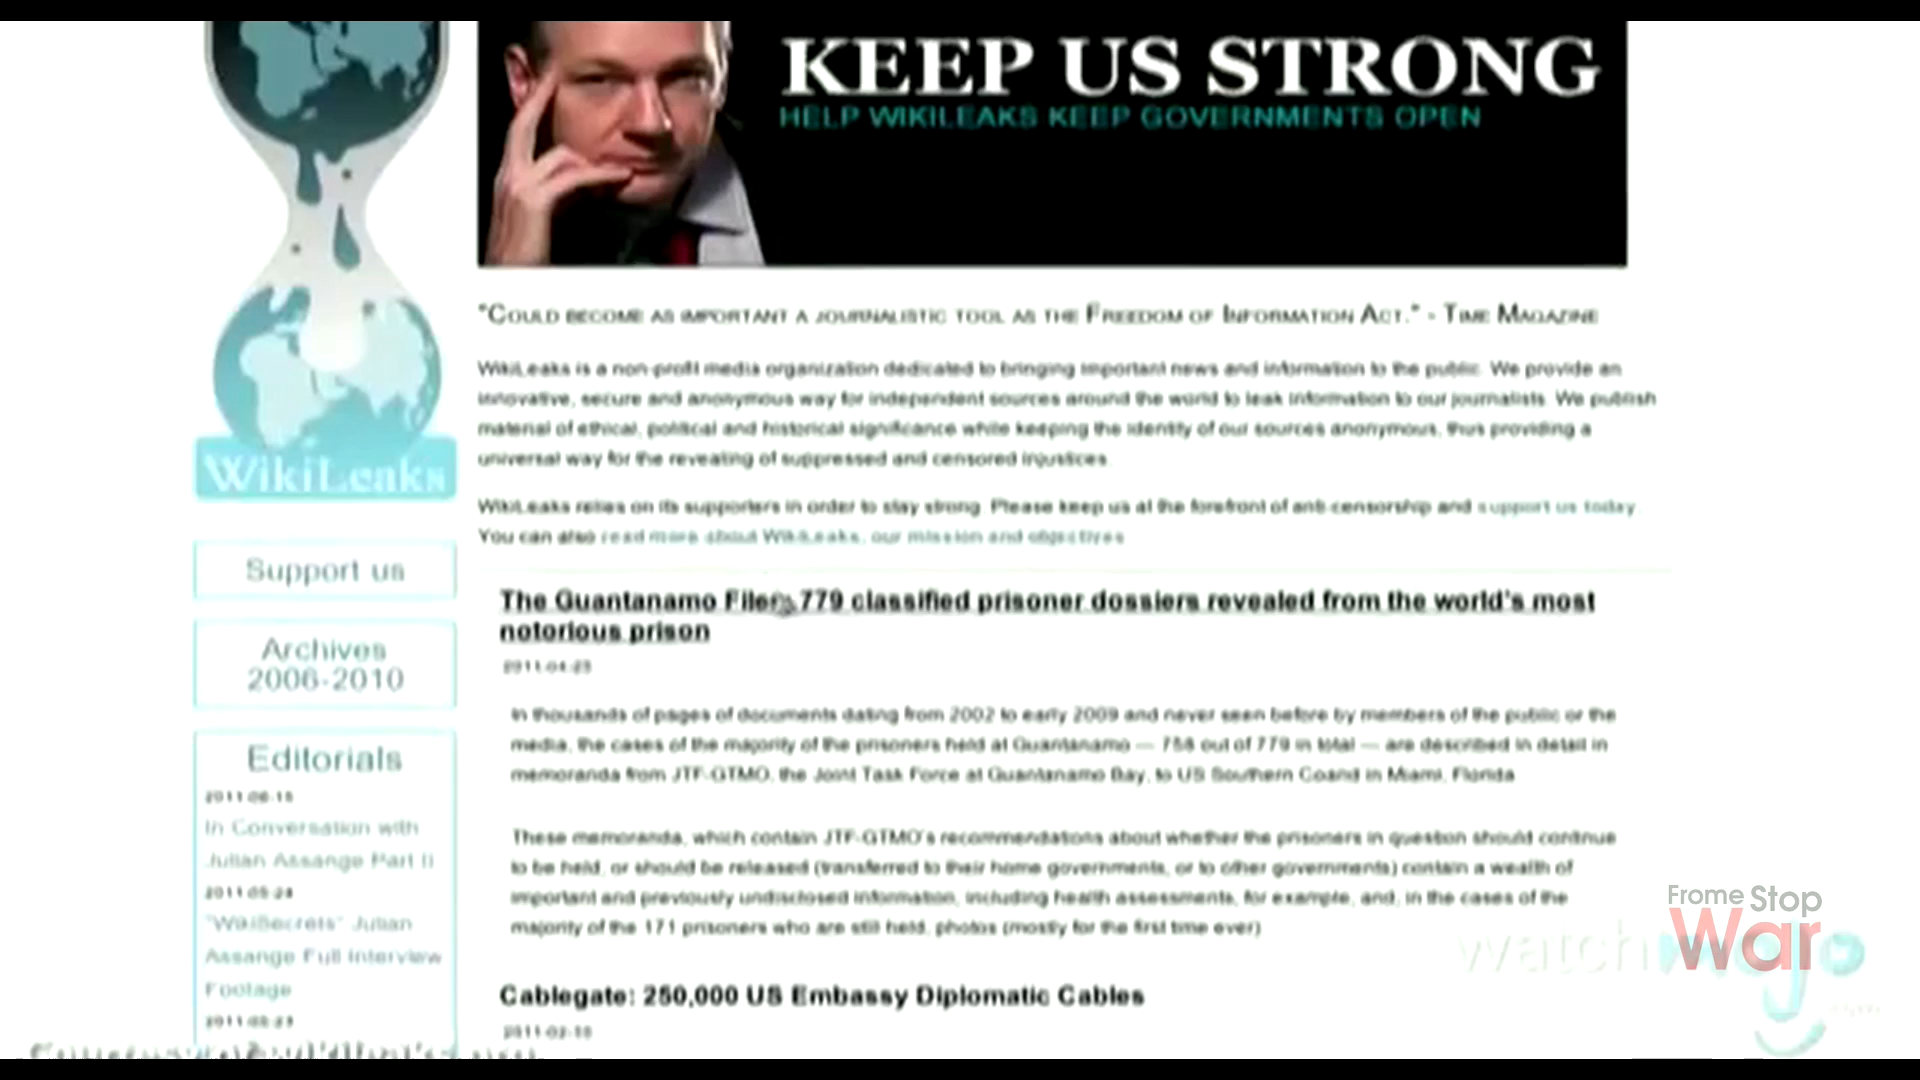 KEEP US STRONG
HELP WIKILEAKS KEEP GOVERNMENTS OPEN
"COULD BECOME AS IMPORTANT A JOURNALISTIC TOOL AS THE FREEDOM OF INFORMATION ACT." - TIME MAGAZINE
WikiLeaks is a non-profit media organization dedicated to bringing important news and information to the public. We provide an
innovative, secure and anonymous way for independent sources around the world to leak information to our journalists. We publish
material of ethical, political and historical significance while keeping the identity of our sources anonymous, thus providing a
universal way for the revealing of suppressed and censored injustices.
WikiLeaks relies on its supporters in order to stay strong. Please keep us at the forefront of anti-censorship and support us today.
You can also read more about WikiLeaks, our mission and objectives
WikiLeaks
Support us
Archives
2006-2010
Editorials
In Conversation with
Julian Assange Part II
"WikiSecrets" Julian
Assange Full Interview
Footage
The Guantanamo Files 779 classified prisoner dossiers revealed from the world's most
notorious prison
In thousands of pages of documents dating from 2002 to early 2009 and never seen before by members of the public or the
media, the cases of the majority of the prisoners held at Guantanamo — 758 out of 779 in total — are described in detail in
memoranda from JTF-GTMO, the Joint Task Force at Guantanamo Bay, to US Southern Coand in Miami, Florida
These memoranda, which contain JTF-GTMO's recommendations about whether the prisoners in question should continue
to be held, or should be released (transferred to their home governments, or to other governments) contain a wealth of
important and previously undisclosed information, including health assessments, for example, and, in the cases of the
majority of the 171 prisoners who are still held, photos (mostly for the first time ever)
Cablegate: 250,000 US Embassy Diplomatic Cables
Frome Stop
War
watch